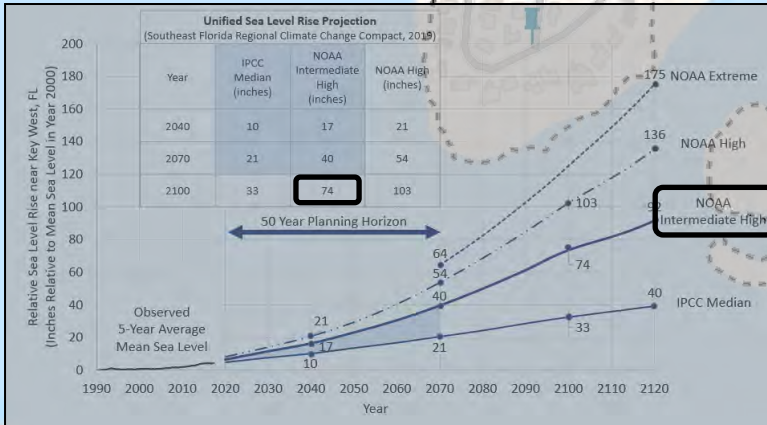 Unified Sea Level Rise Projection
(Southeast Florida Regional Climate Change Compact, 2019)
Year
IPCC
Median
(inches)
NOAA
Intermediate
High
(inches)
NOAA High
(inches)
2040 10 17 21
2070 21 40 54
2100 33 74 103
Relative Sea Level Rise near Key West, FL
(Inches Relative to Mean Sea Level in Year 2000)
200
180
160
140
120
100
80
60
40
20
0
50 Year Planning Horizon
Observed
5-Year Average
Mean Sea Level
175 NOAA Extreme
136
NOAA High
103
92
NOAA
Intermediate High
64
54
40
74
40
IPCC Median
33
21
17
10
21
1990 2000 2010 2020 2030 2040 2050 2060 2070 2080 2090 2100 2110 2120
Year